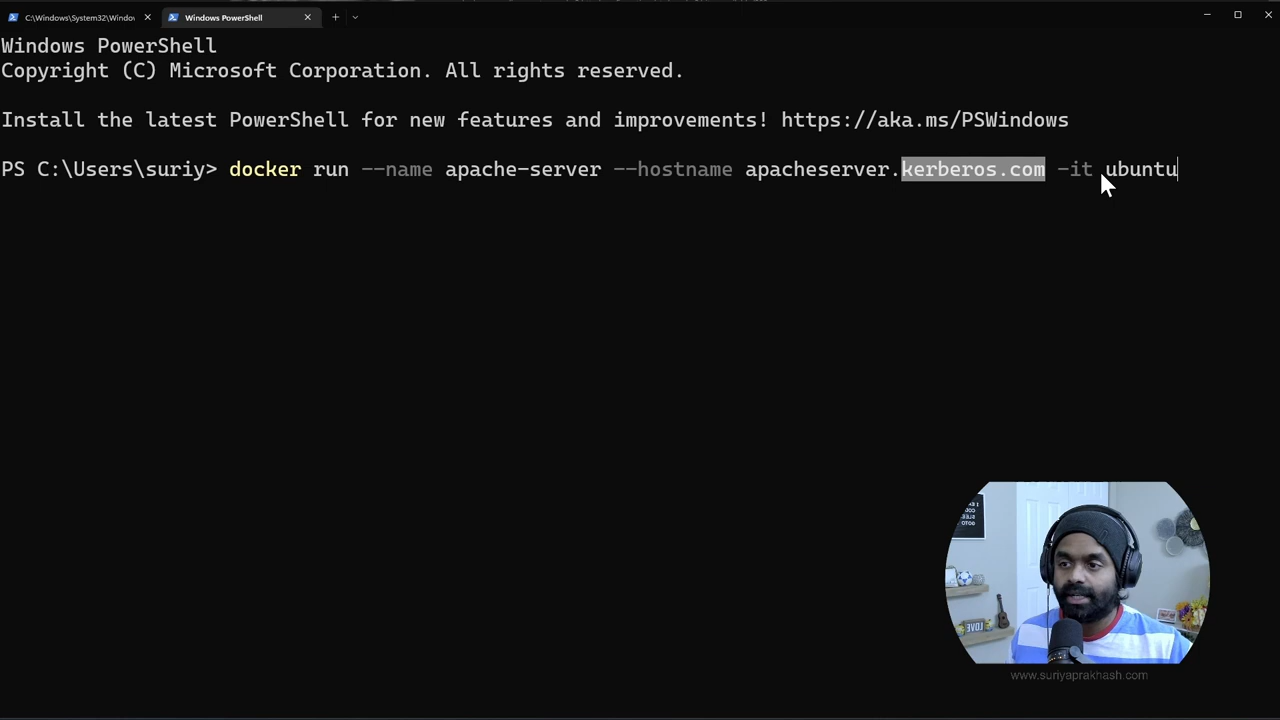 C:\Windows\System32\Window
Windows PowerShell
Windows PowerShell
Copyright (C) Microsoft Corporation. All rights reserved.
Install the latest PowerShell for new features and improvements! https://aka.ms/PSWindows
PS C:\Users\suriy> docker run --name apache-server --hostname apacheserver.kerberos.com -it ubuntu
LOVE
www.suriyaprakhash.com